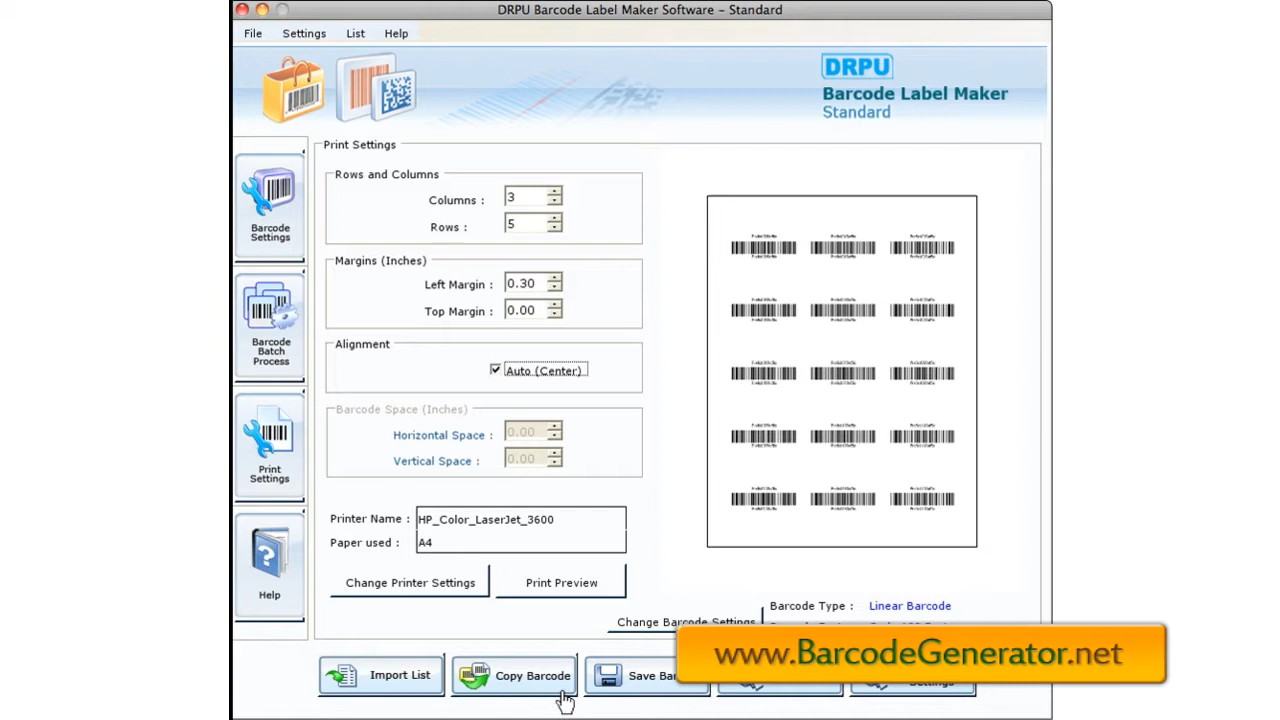 DRPU Barcode Label Maker Software – Standard
File Settings List Help
DRPU
Barcode Label Maker
Standard
Print Settings
Barcode
Settings
Barcode
Batch
Process
Print
Settings
Help
Rows and Columns
Columns : 3
Rows : 5
Margins (Inches)
Left Margin : 0.30
Top Margin : 0.00
Alignment
Auto (Center)
Barcode Space (Inches)
Horizontal Space : 0.00
Vertical Space : 0.00
Printer Name : HP_Color_LaserJet_3600
Paper used : A4
Change Printer Settings Print Preview
Barcode Type : Linear Barcode
Change Barcode Settings
www.BarcodeGenerator.net
Import List Copy Barcode Save